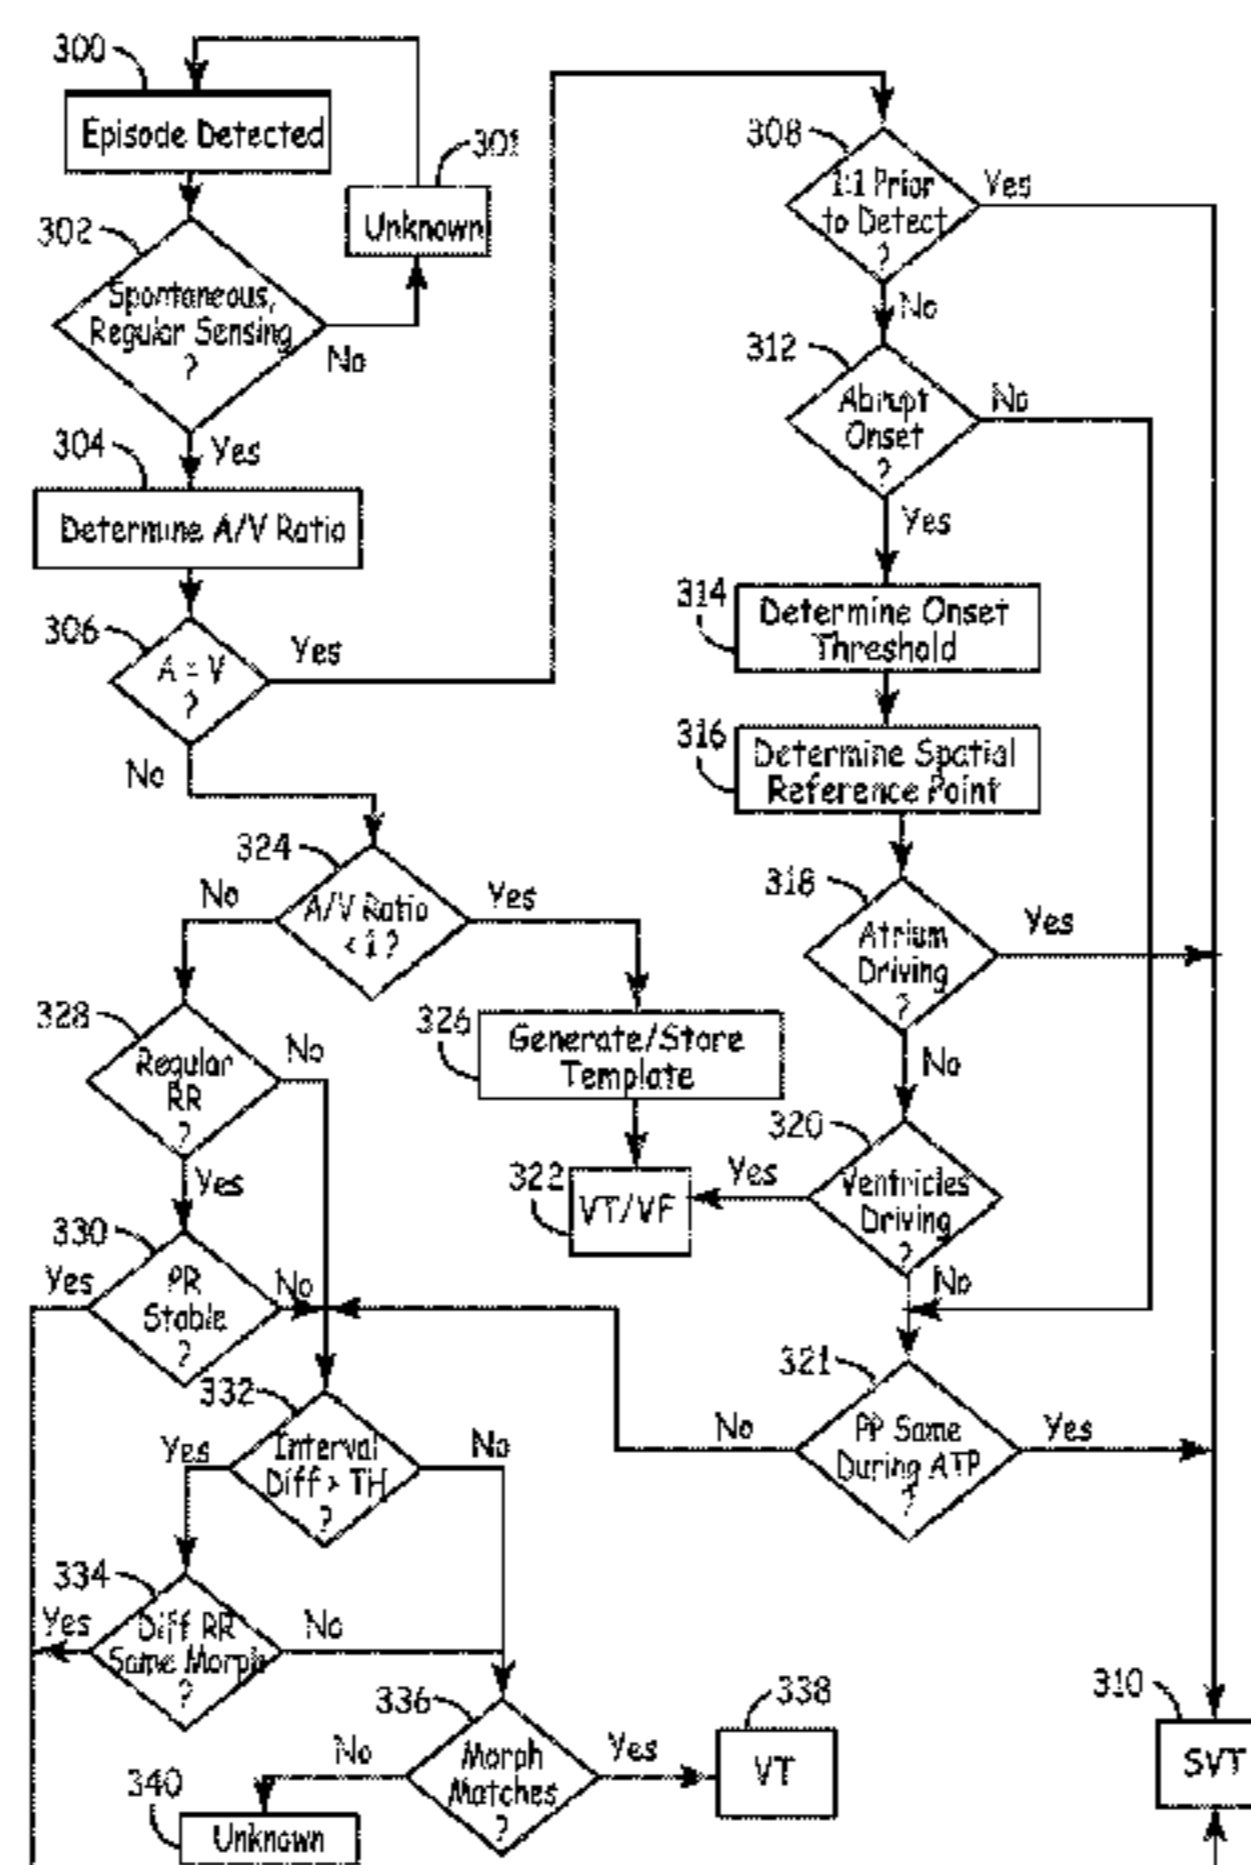 300
Episode Detected
301
Unknown
302
Spontaneous,
Regular Sensing
?
No
Yes
304
Determine A/V Ratio
306
A = V
?
Yes
No
308
1:1 Prior
to Detect
?
Yes
No
312
Abrupt
Onset
?
No
Yes
314
Determine Onset
Threshold
316
Determine Spatial
Reference Point
318
Atrium
Driving
?
Yes
No
320
Ventricles
Driving
?
Yes
No
322
VT/VF
324
A/V Ratio
< 1 ?
No
Yes
326
Generate/Store
Template
328
Regular
RR
?
No
Yes
330
PR
Stable
?
Yes
No
321
PP Same
During ATP
?
No
Yes
332
Interval
Diff > TH
?
Yes
No
334
Diff RR
Same Morph
?
Yes
No
336
Morph
Matches
?
No
Yes
338
VT
340
Unknown
310
SVT